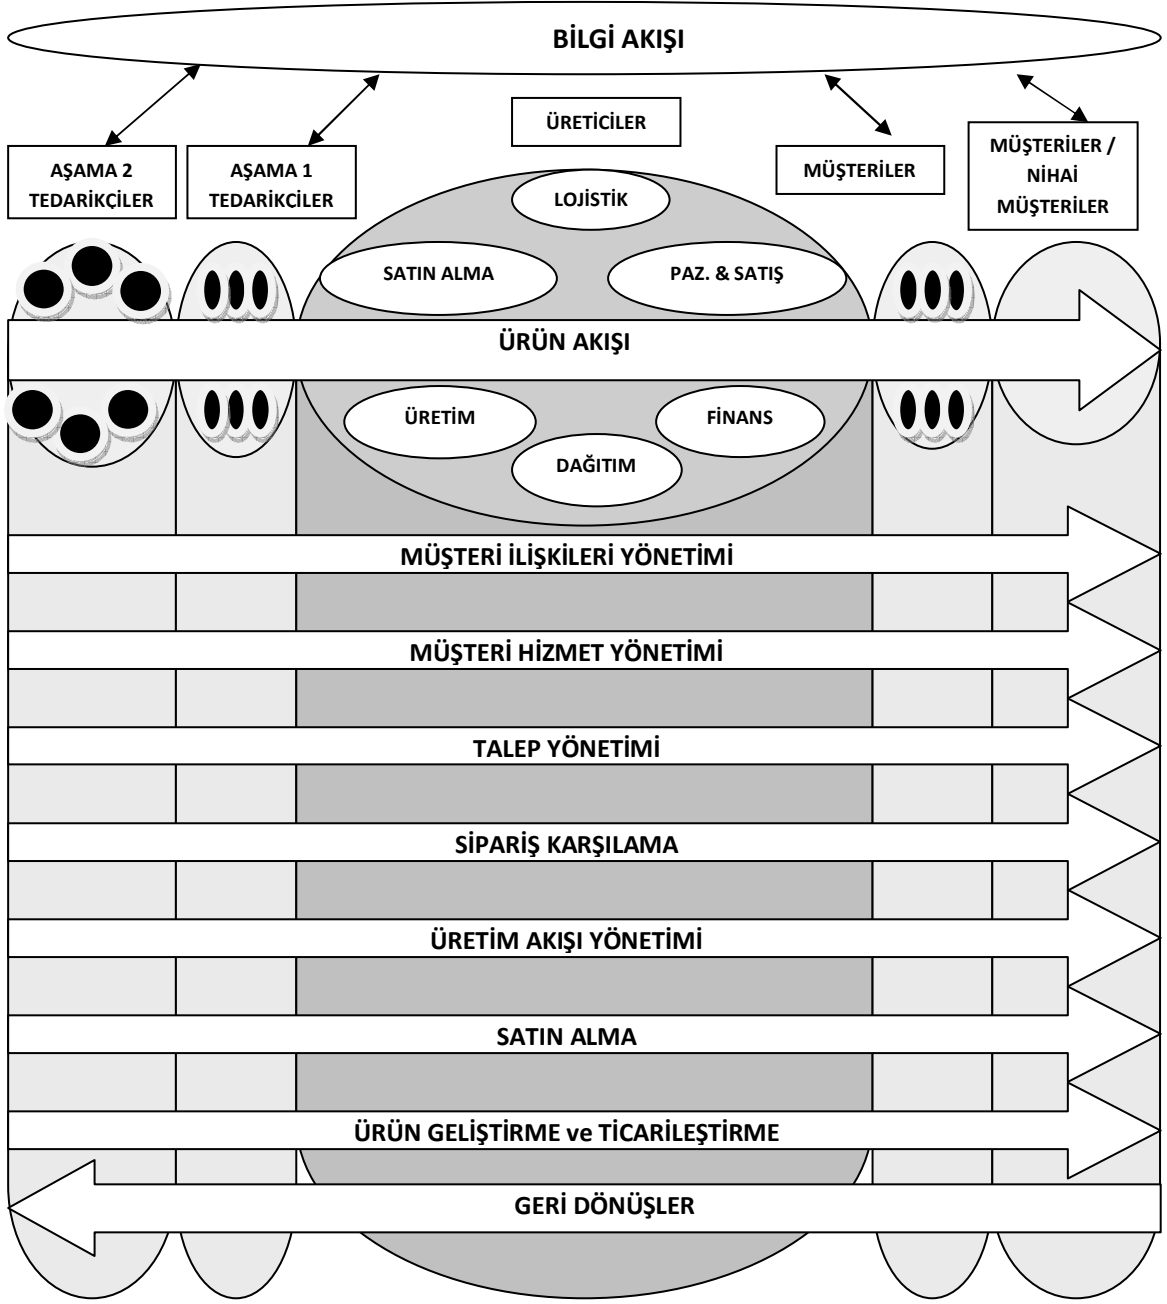 BİLGİ AKIŞI
ÜRETİCİLER
AŞAMA 2
TEDARİKÇİLER
AŞAMA 1
TEDARİKÇİLER
MÜŞTERİLER
MÜŞTERİLER /
NİHAİ
MÜŞTERİLER
LOJİSTİK
SATIN ALMA
PAZ. & SATIŞ
ÜRÜN AKIŞI
ÜRETİM
FİNANS
DAĞITIM
MÜŞTERİ İLİŞKİLERİ YÖNETİMİ
MÜŞTERİ HİZMET YÖNETİMİ
TALEP YÖNETİMİ
SİPARİŞ KARŞILAMA
ÜRETİM AKIŞI YÖNETİMİ
SATIN ALMA
ÜRÜN GELİŞTİRME ve TİCARİLEŞTİRME
GERİ DÖNÜŞLER